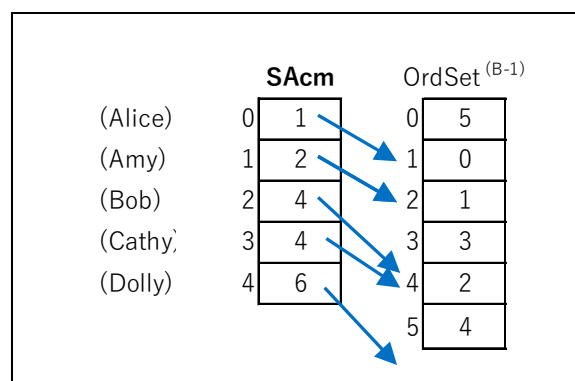 SAcm OrdSet (B-1)
(Alice) 0 1 0 5
(Amy) 1 2 1 0
(Bob) 2 4 2 1
(Cathy) 3 4 3 3
(Dolly) 4 6 4 2
5 4